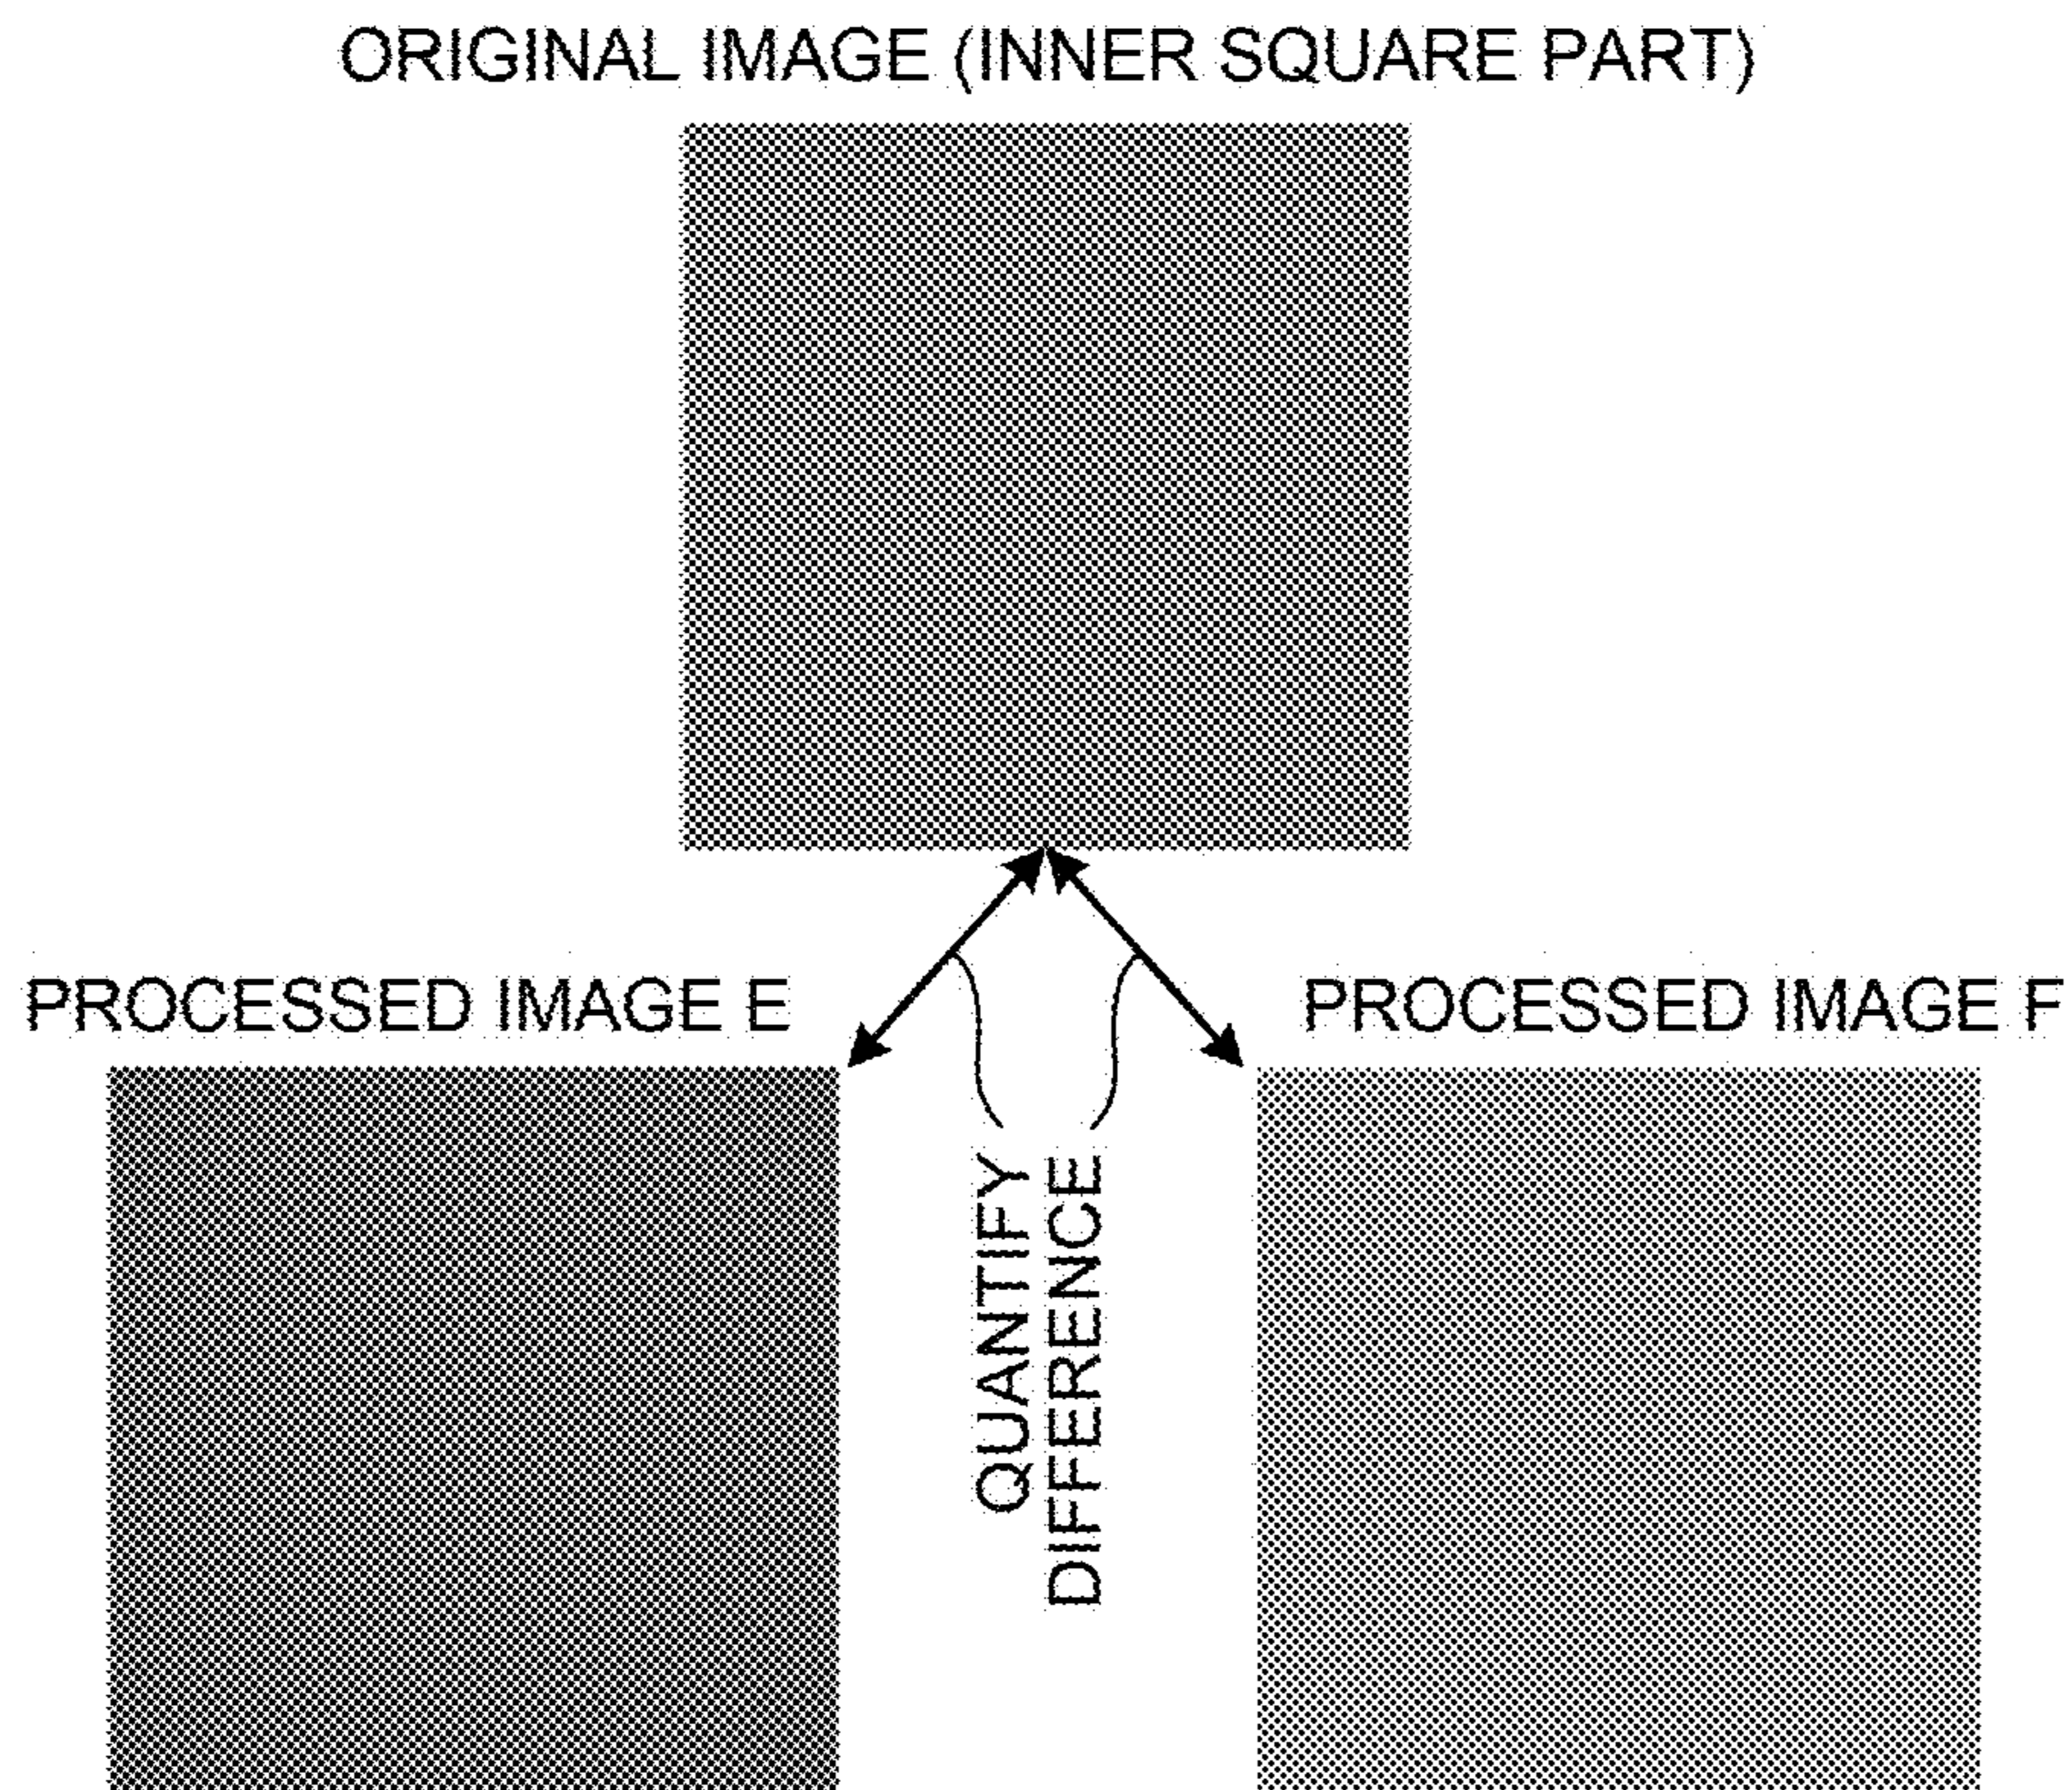 ORIGINAL IMAGE (INNER SQUARE PART)
PROCESSED IMAGE E
PROCESSED IMAGE F
QUANTIFY
DIFFERENCE